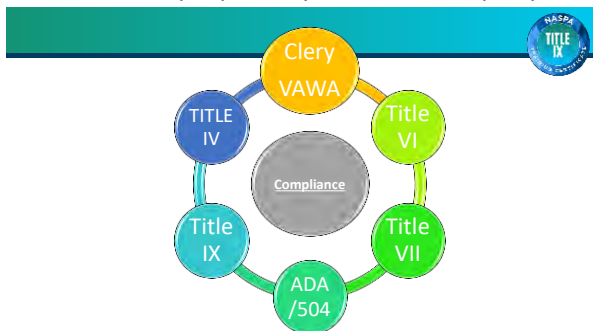 NASPA
TITLE
IX
Clery
VAWA
Title
VI
Title
VII
ADA
/504
Title
IX
TITLE
IV
Compliance